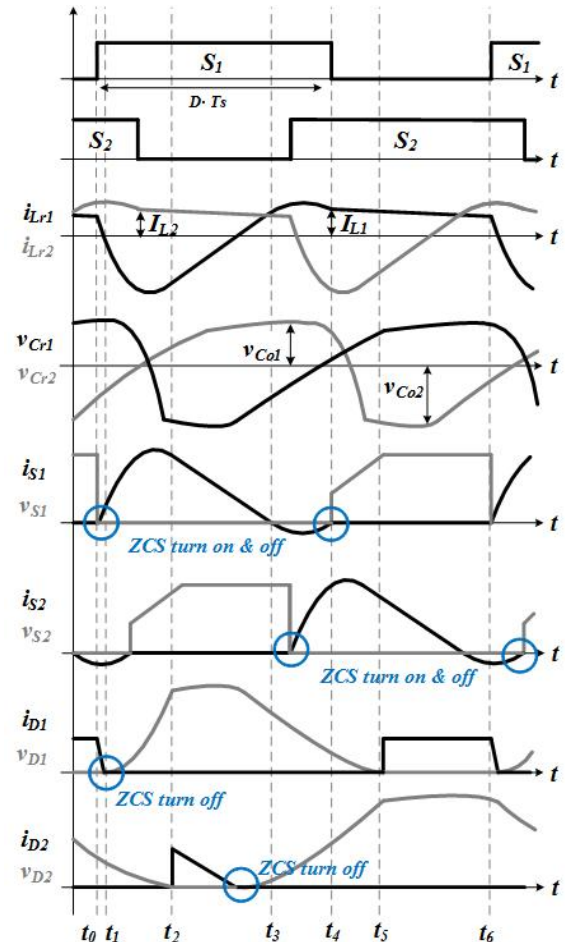 S1 S1
t
D· Ts
S2 S2
t
iLr1
iLr2
IL2 IL1
t
vCr1
vCr2
vCo1
vCo2
t
iS1
vS1
ZCS turn on & off
t
iS2
vS2
ZCS turn on & off
t
iD1
vD1
ZCS turn off
t
iD2
vD2
ZCS turn off
t
t0 t1 t2 t3 t4 t5 t6